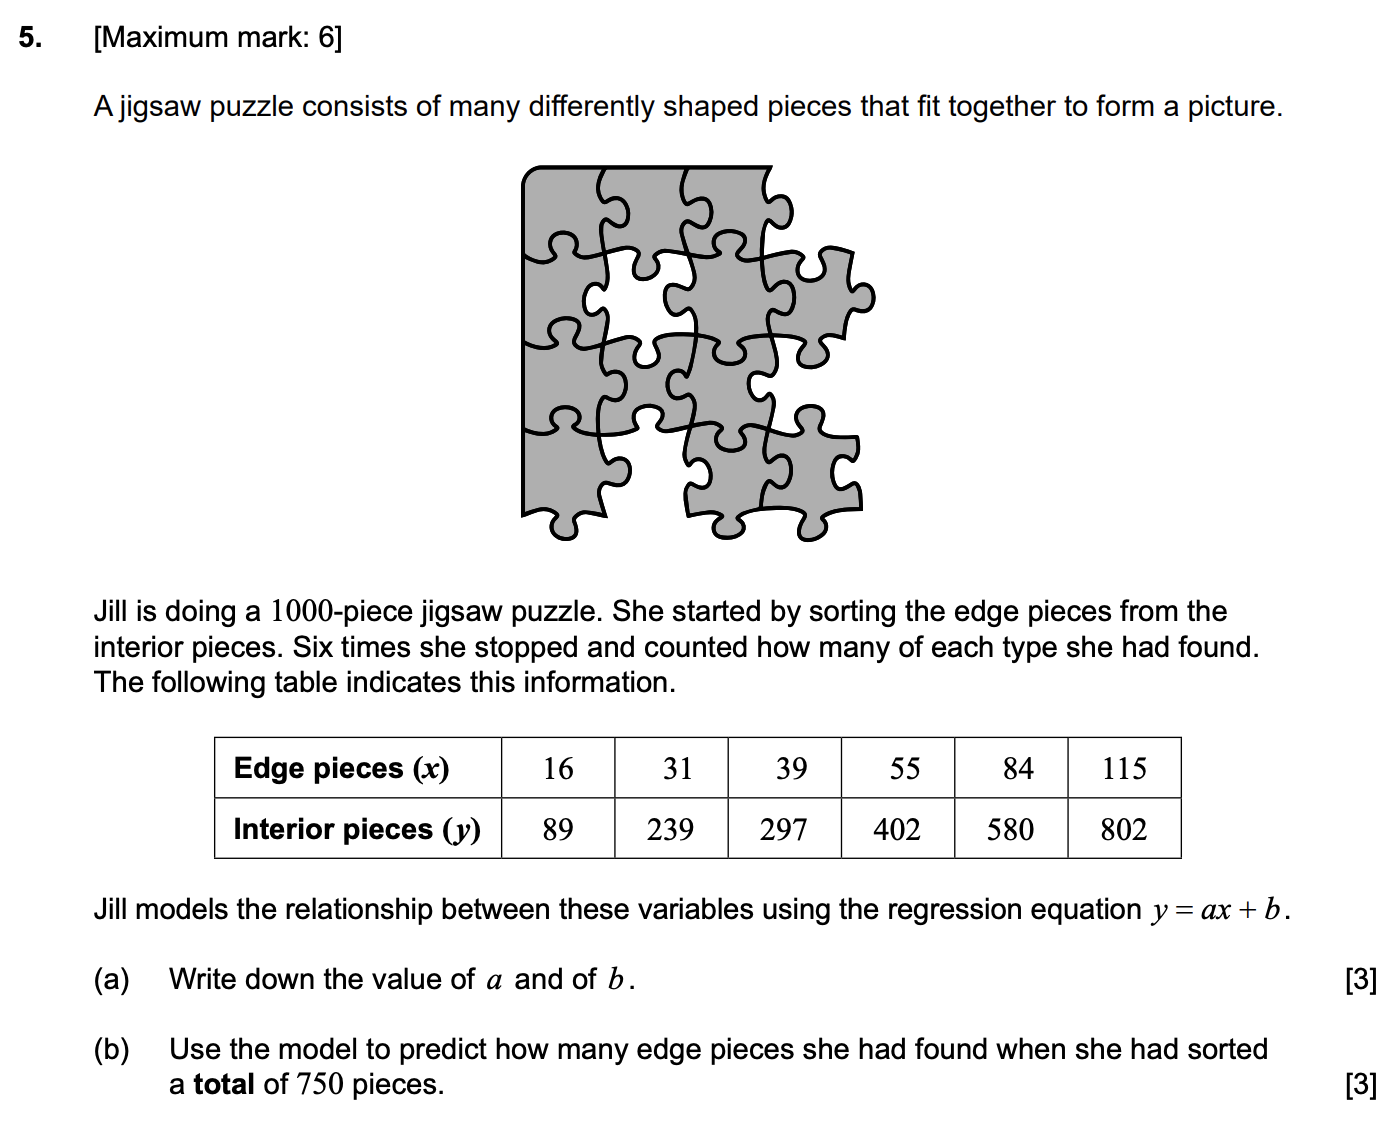 5. [Maximum mark: 6]
A jigsaw puzzle consists of many differently shaped pieces that fit together to form a picture.
Jill is doing a 1000-piece jigsaw puzzle. She started by sorting the edge pieces from the
interior pieces. Six times she stopped and counted how many of each type she had found.
The following table indicates this information.
Edge pieces (x) 16 31 39 55 84 115
Interior pieces (y) 89 239 297 402 580 802
Jill models the relationship between these variables using the regression equation y = ax + b.
(a) Write down the value of a and of b. [3]
(b) Use the model to predict how many edge pieces she had found when she had sorted
a total of 750 pieces. [3]